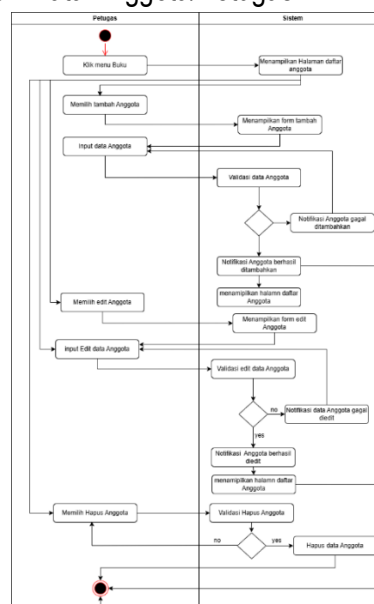 Petugas
Sistem
Klik menu Buku
Menampilkan Halaman daftar
anggota
Memilih tambah Anggota
Menampilkan form tambah
Anggota
Input data Anggota
Validasi data Anggota
Notifikasi Anggota gagal
ditambahkan
Notifikasi Anggota berhasil
ditambahkan
menampilkan halamn daftar
Anggota
Memilih edit Anggota
Menampilkan form edit
Anggota
input Edit data Anggota
Validasi edit data Anggota
no
Notifikasi data Anggota gagal
diedit
yes
Notifikasi Anggota berhasil
diedit
menampilkan halamn daftar
Anggota
Memilih Hapus Anggota
Validasi Hapus Anggota
no
yes
Hapus data Anggota